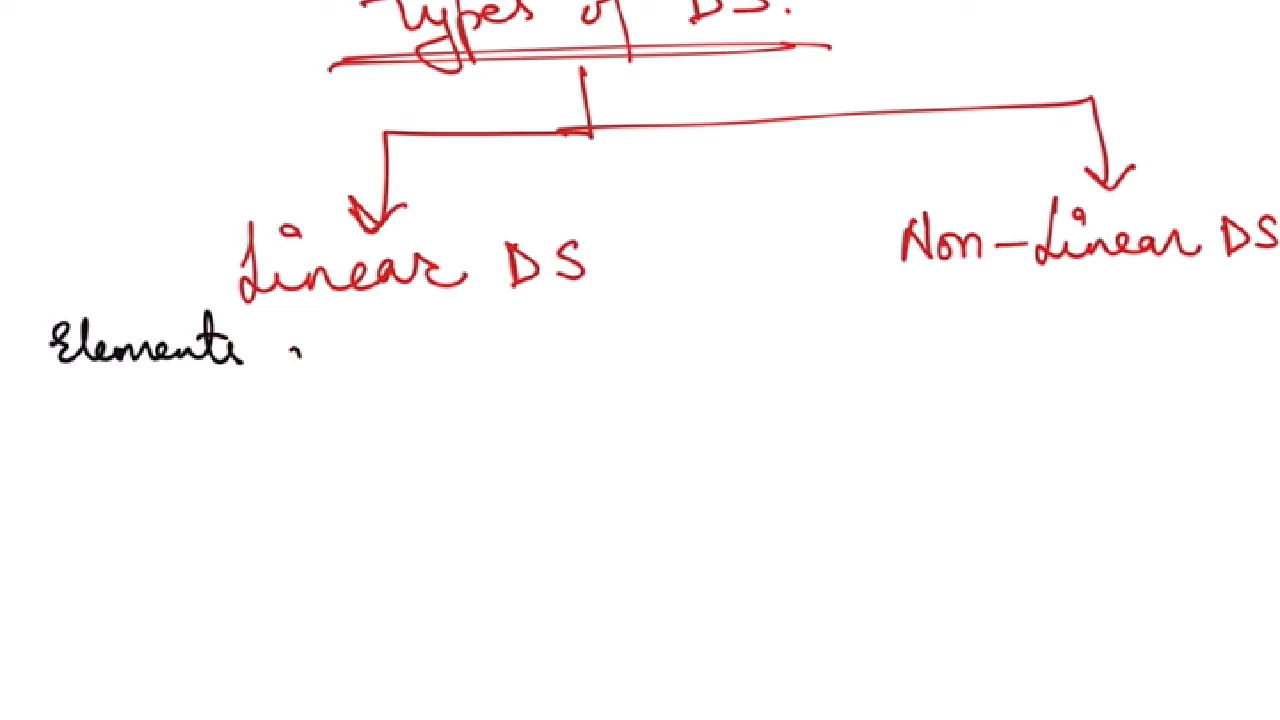 Types of DS.
Linear DS
Non-Linear DS
Elements